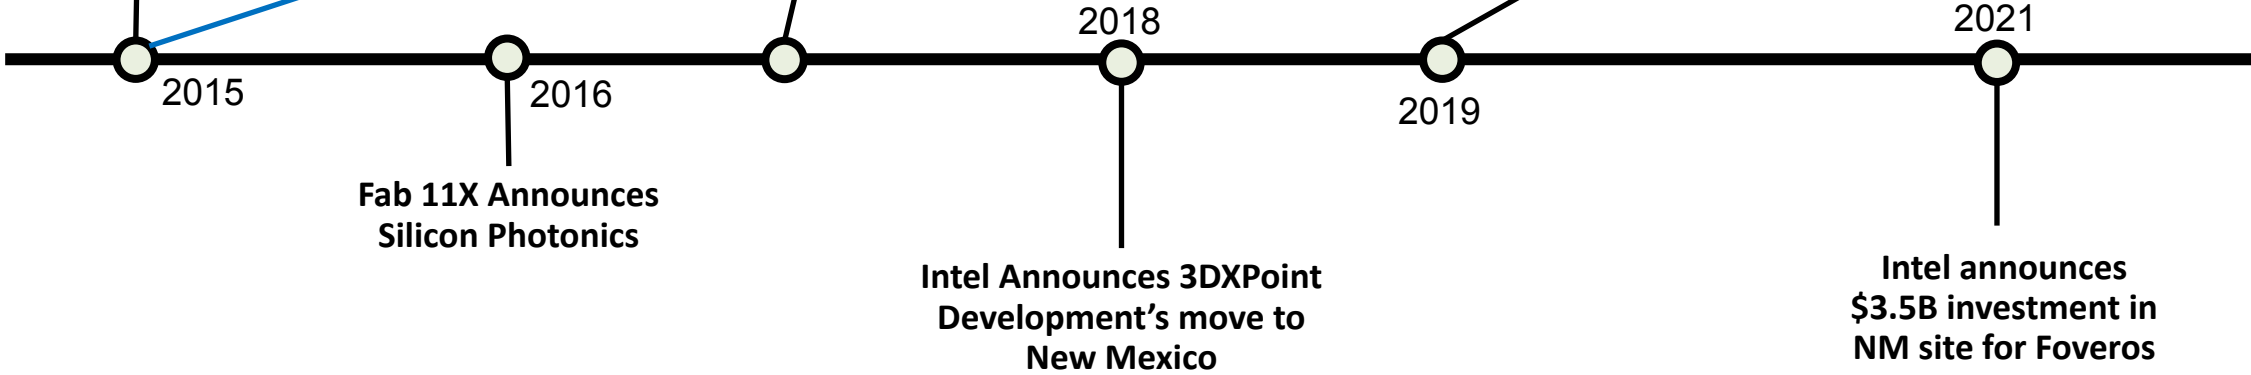 2018
2021
2015
2016
2019
Fab 11X Announces
Silicon Photonics
Intel Announces 3DXPoint
Development’s move to
New Mexico
Intel announces
$3.5B investment in
NM site for Foveros